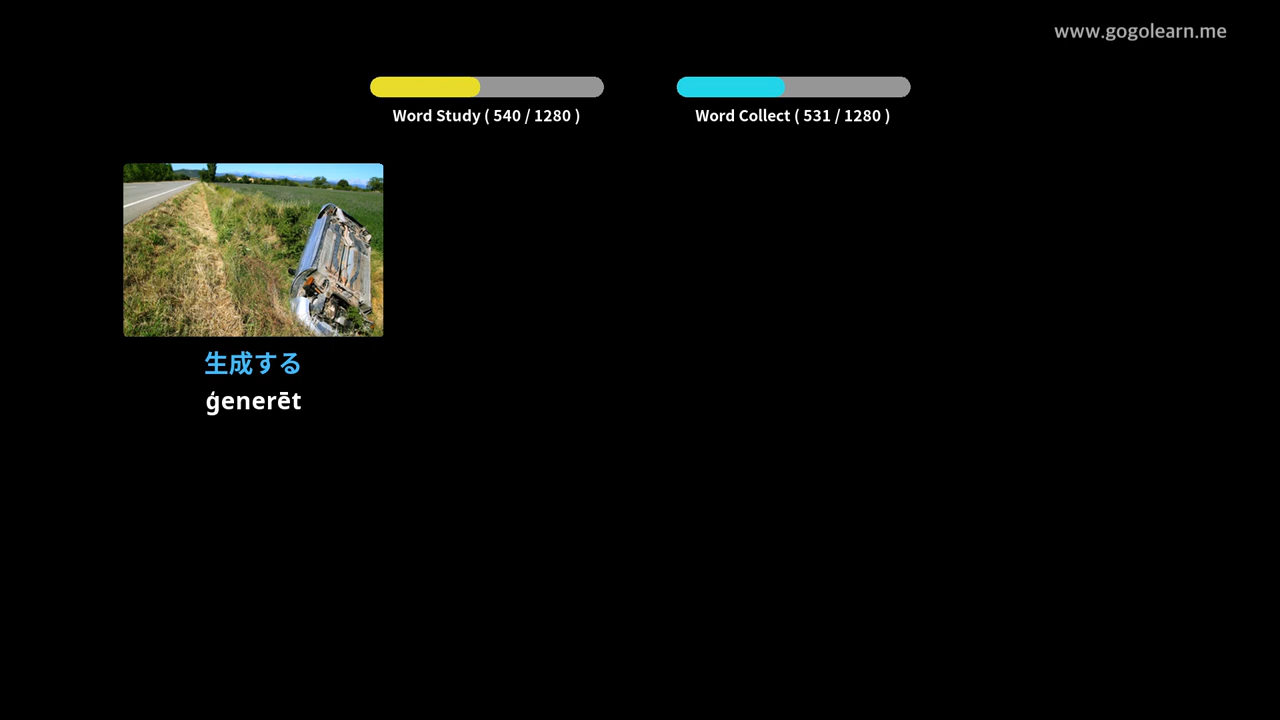 www.gogolearn.me
Word Study ( 540 / 1280 )
Word Collect ( 531 / 1280 )
生成する
ģenerēt